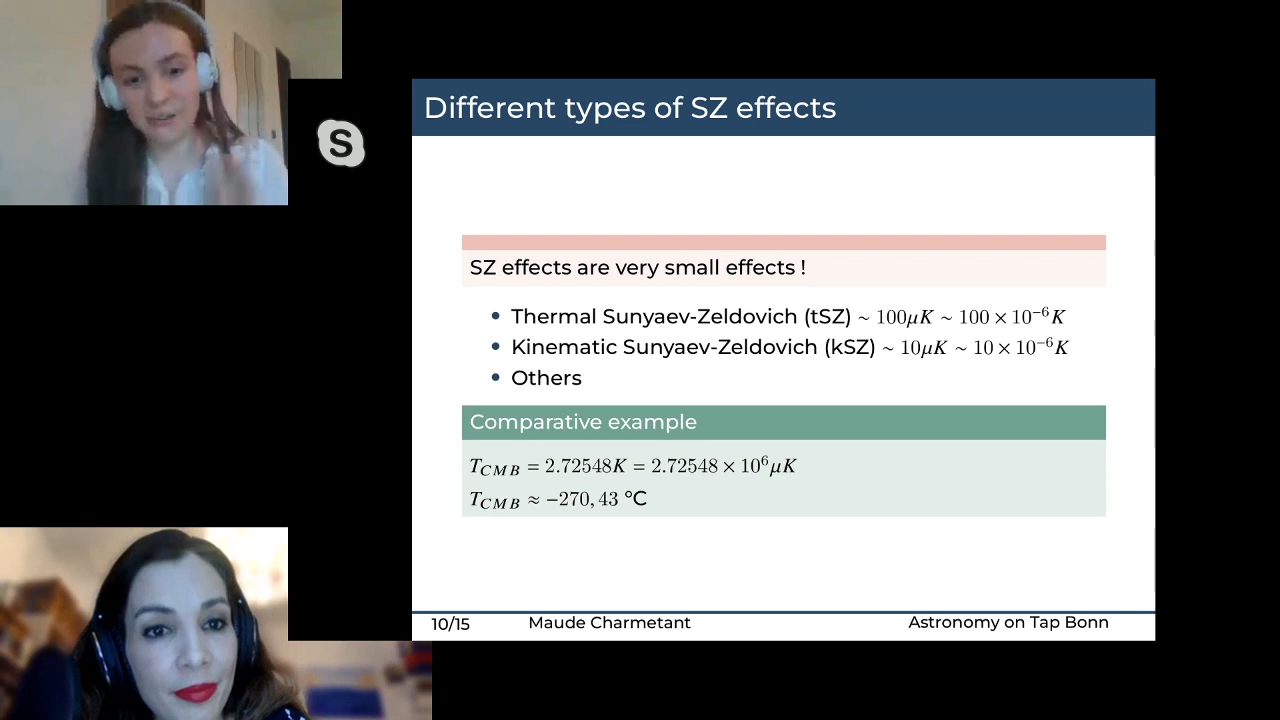 Different types of SZ effects
S
SZ effects are very small effects !
• Thermal Sunyaev-Zeldovich (tSZ) ~ 100μK ~ 100 × 10⁻⁶K
• Kinematic Sunyaev-Zeldovich (kSZ) ~ 10μK ~ 10 × 10⁻⁶K
• Others
Comparative example
T_CMB = 2.72548K = 2.72548 × 10⁶μK
T_CMB ≈ −270, 43 °C
10/15 Maude Charmetant Astronomy on Tap Bonn